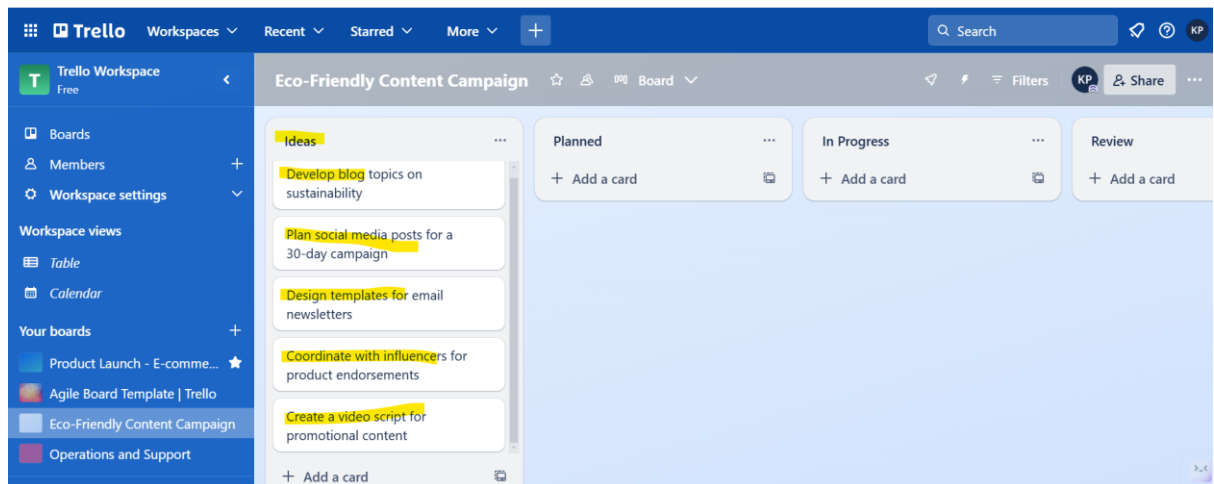 Trello Workspaces Recent Starred More + Search KP
T Trello Workspace
Free
Eco-Friendly Content Campaign Board Filters KP Share ...
Boards
Members +
Workspace settings
Workspace views
Table
Calendar
Your boards +
Product Launch - E-comme...
Agile Board Template | Trello
Eco-Friendly Content Campaign
Operations and Support
Ideas ...
Develop blog topics on
sustainability
Plan social media posts for a
30-day campaign
Design templates for email
newsletters
Coordinate with influencers for
product endorsements
Create a video script for
promotional content
+ Add a card
Planned ...
+ Add a card
In Progress ...
+ Add a card
Review
+ Add a card